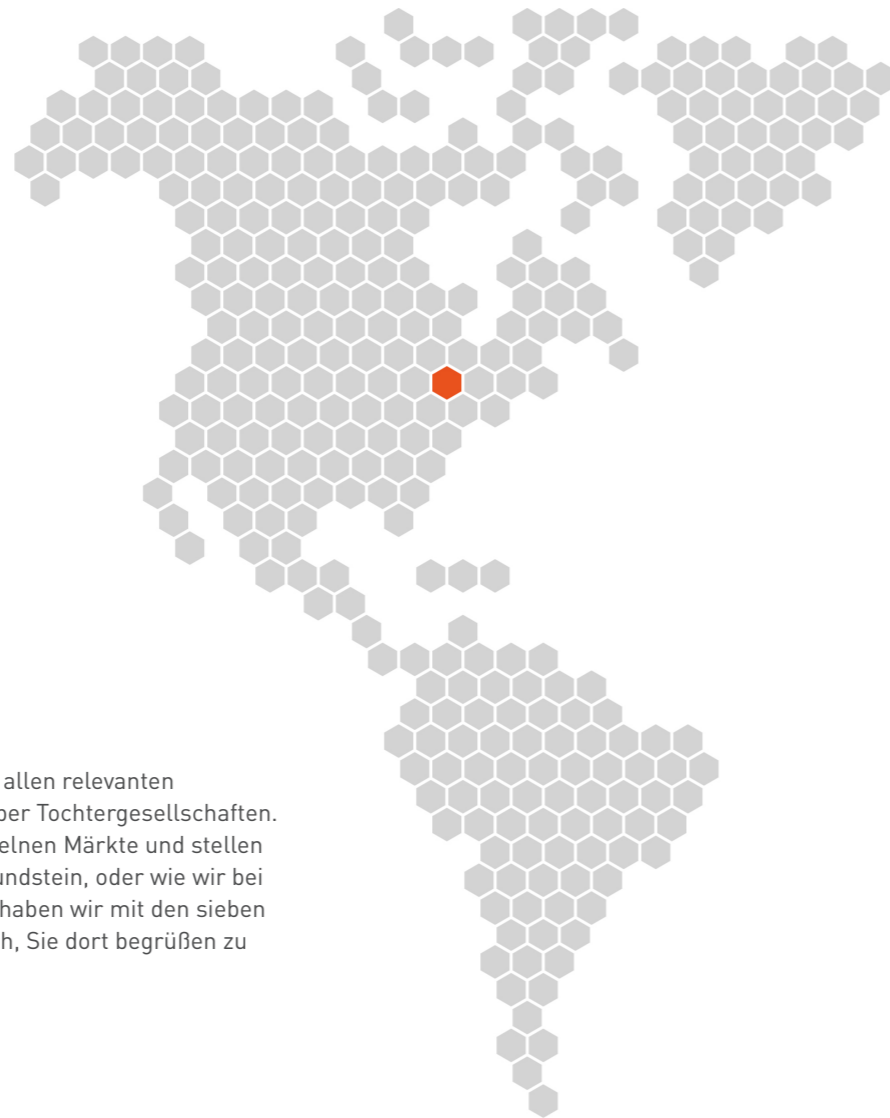 allen relevanten
ber Tochtergesellschaften.
elnen Märkte und stellen
undstein, oder wie wir bei
haben wir mit den sieben
h, Sie dort begrüßen zu